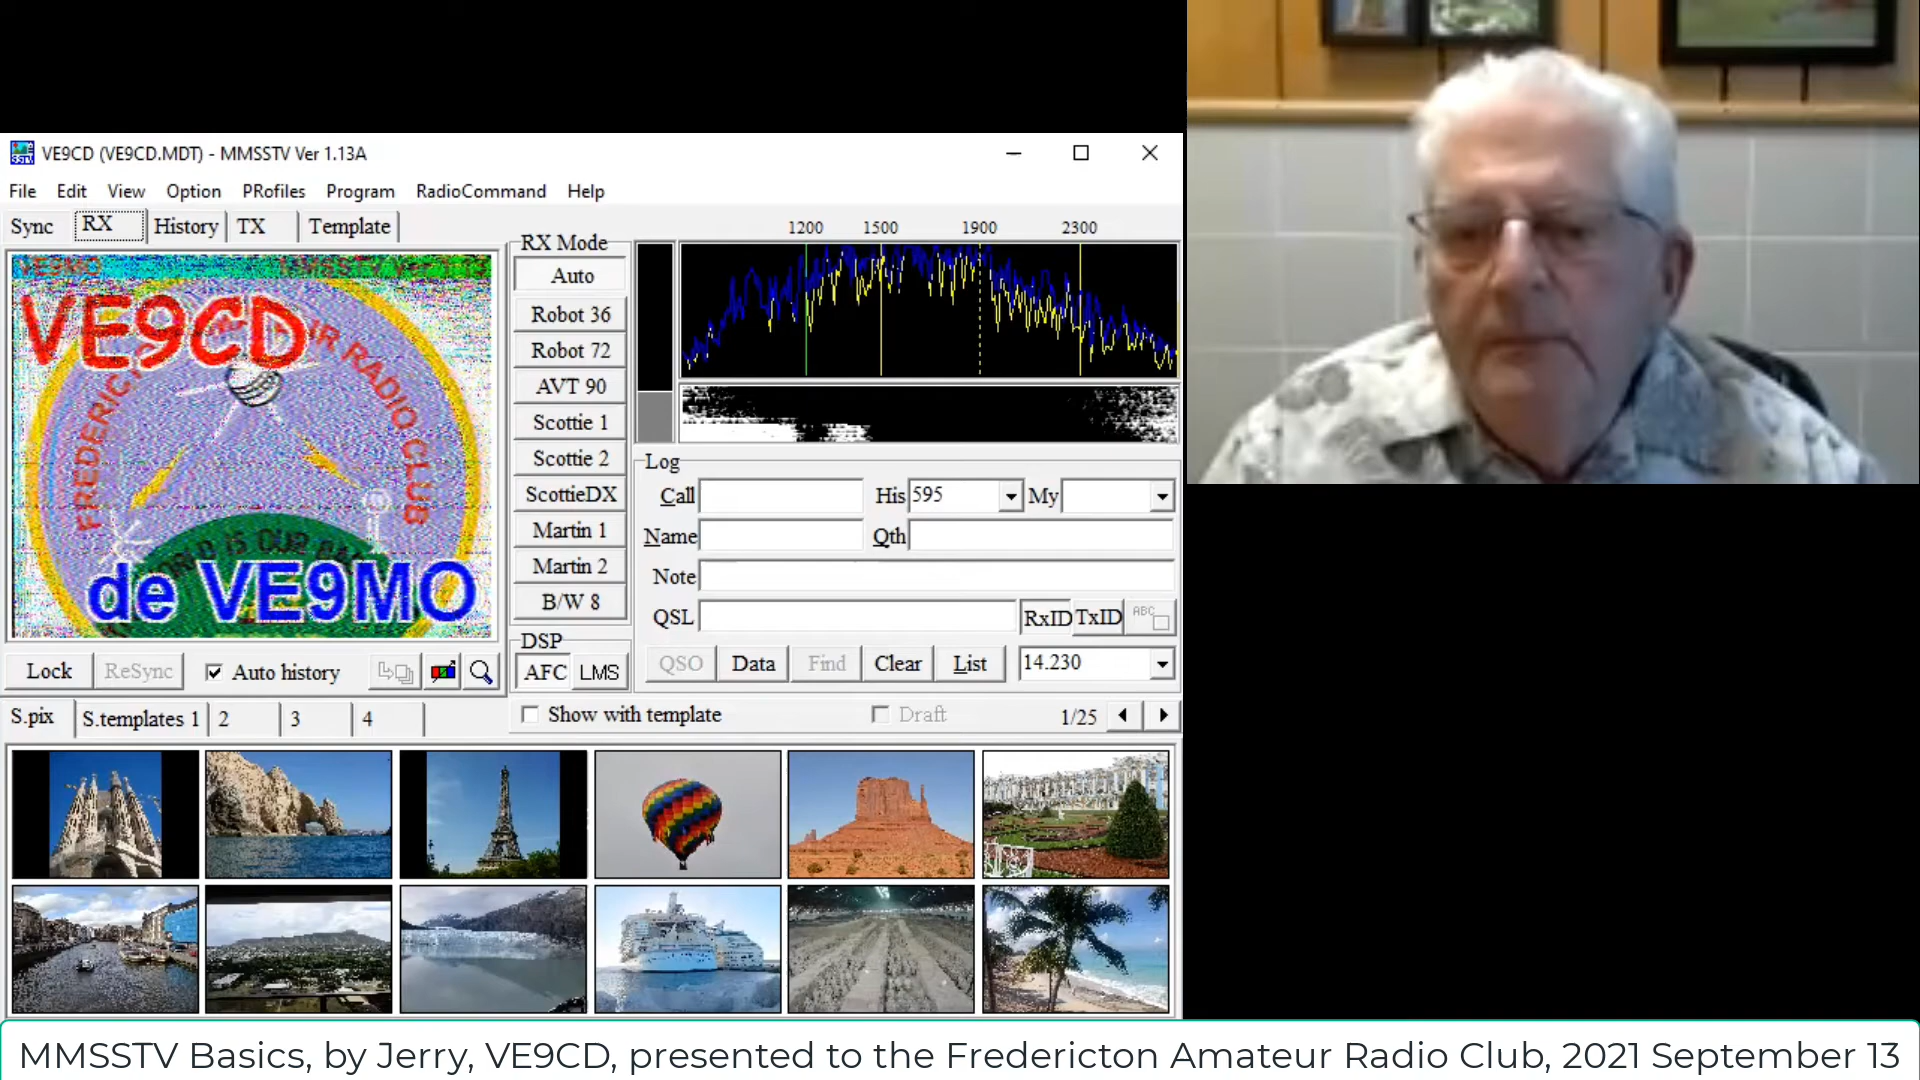 VE9CD (VE9CD.MDT) - MMSSTV Ver 1.13A
File Edit View Option PRofiles Program RadioCommand Help
Sync RX History TX Template
1200 1500 1900 2300
VE9MO
VE9CD
FREDERIC
IR RADIO CLUB
de VE9MO
RX Mode
Auto
Robot 36
Robot 72
AVT 90
Scottie 1
Scottie 2
ScottieDX
Martin 1
Martin 2
B/W 8
DSP
AFC LMS
Log
Call His 595 My
Name Qth
Note
QSL RxID TxID ABC
QSO Data Find Clear List 14.230
Lock ReSync Auto history
S.pix S.templates 1 2 3 4
Show with template Draft 1/25
MMSSTV Basics, by Jerry, VE9CD, presented to the Fredericton Amateur Radio Club, 2021 September 13